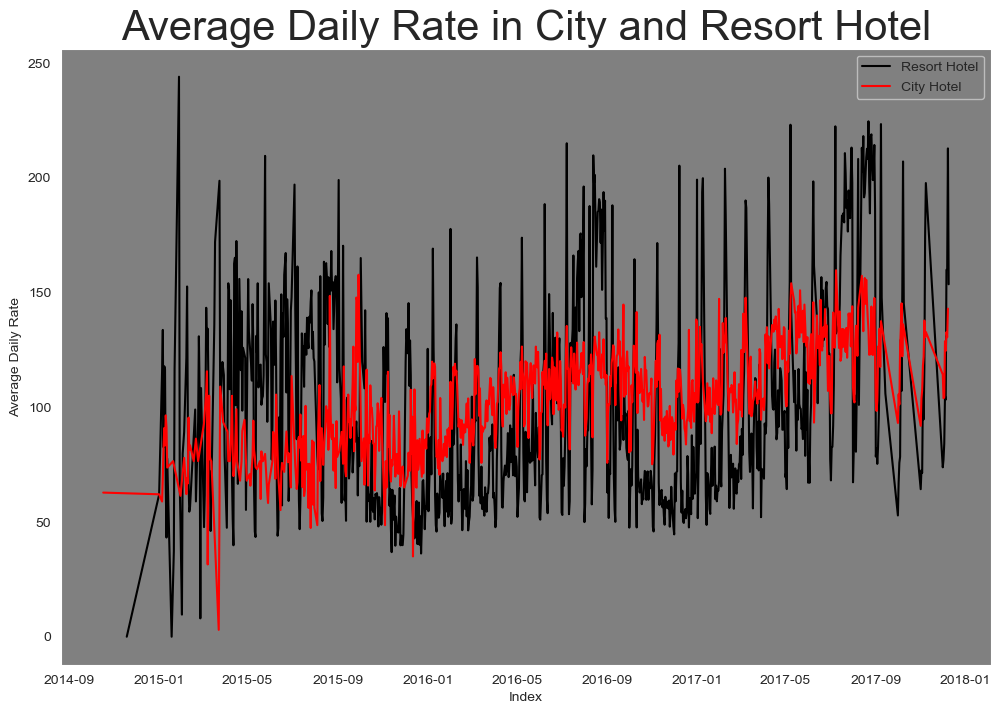 Average Daily Rate in City and Resort Hotel
Resort Hotel
City Hotel
250
200
150
100
50
0
Average Daily Rate
2014-09 2015-01 2015-05 2015-09 2016-01 2016-05 2016-09 2017-01 2017-05 2017-09 2018-01
Index